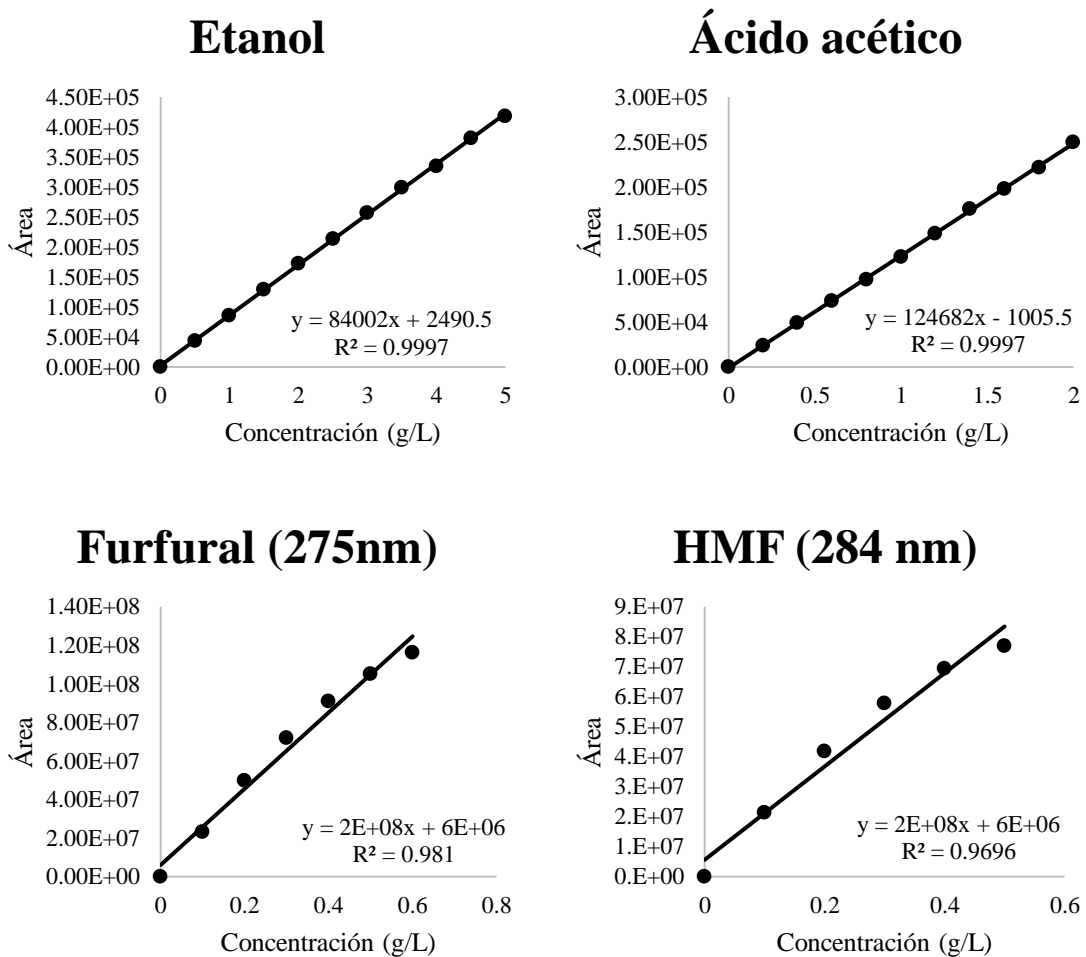 Etanol
4.50E+05
4.00E+05
3.50E+05
3.00E+05
2.50E+05
2.00E+05
1.50E+05
1.00E+05
5.00E+04
0.00E+00
Área
y = 84002x + 2490.5
R² = 0.9997
0 1 2 3 4 5
Concentración (g/L)
Ácido acético
3.00E+05
2.50E+05
2.00E+05
1.50E+05
1.00E+05
5.00E+04
0.00E+00
Área
y = 124682x - 1005.5
R² = 0.9997
0 0.5 1 1.5 2
Concentración (g/L)
Furfural (275nm)
1.40E+08
1.20E+08
1.00E+08
8.00E+07
6.00E+07
4.00E+07
2.00E+07
0.00E+00
Área
y = 2E+08x + 6E+06
R² = 0.981
0 0.2 0.4 0.6 0.8
Concentración (g/L)
HMF (284 nm)
9.E+07
8.E+07
7.E+07
6.E+07
5.E+07
4.E+07
3.E+07
2.E+07
1.E+07
0.E+00
Área
y = 2E+08x + 6E+06
R² = 0.9696
0 0.2 0.4 0.6
Concentración (g/L)